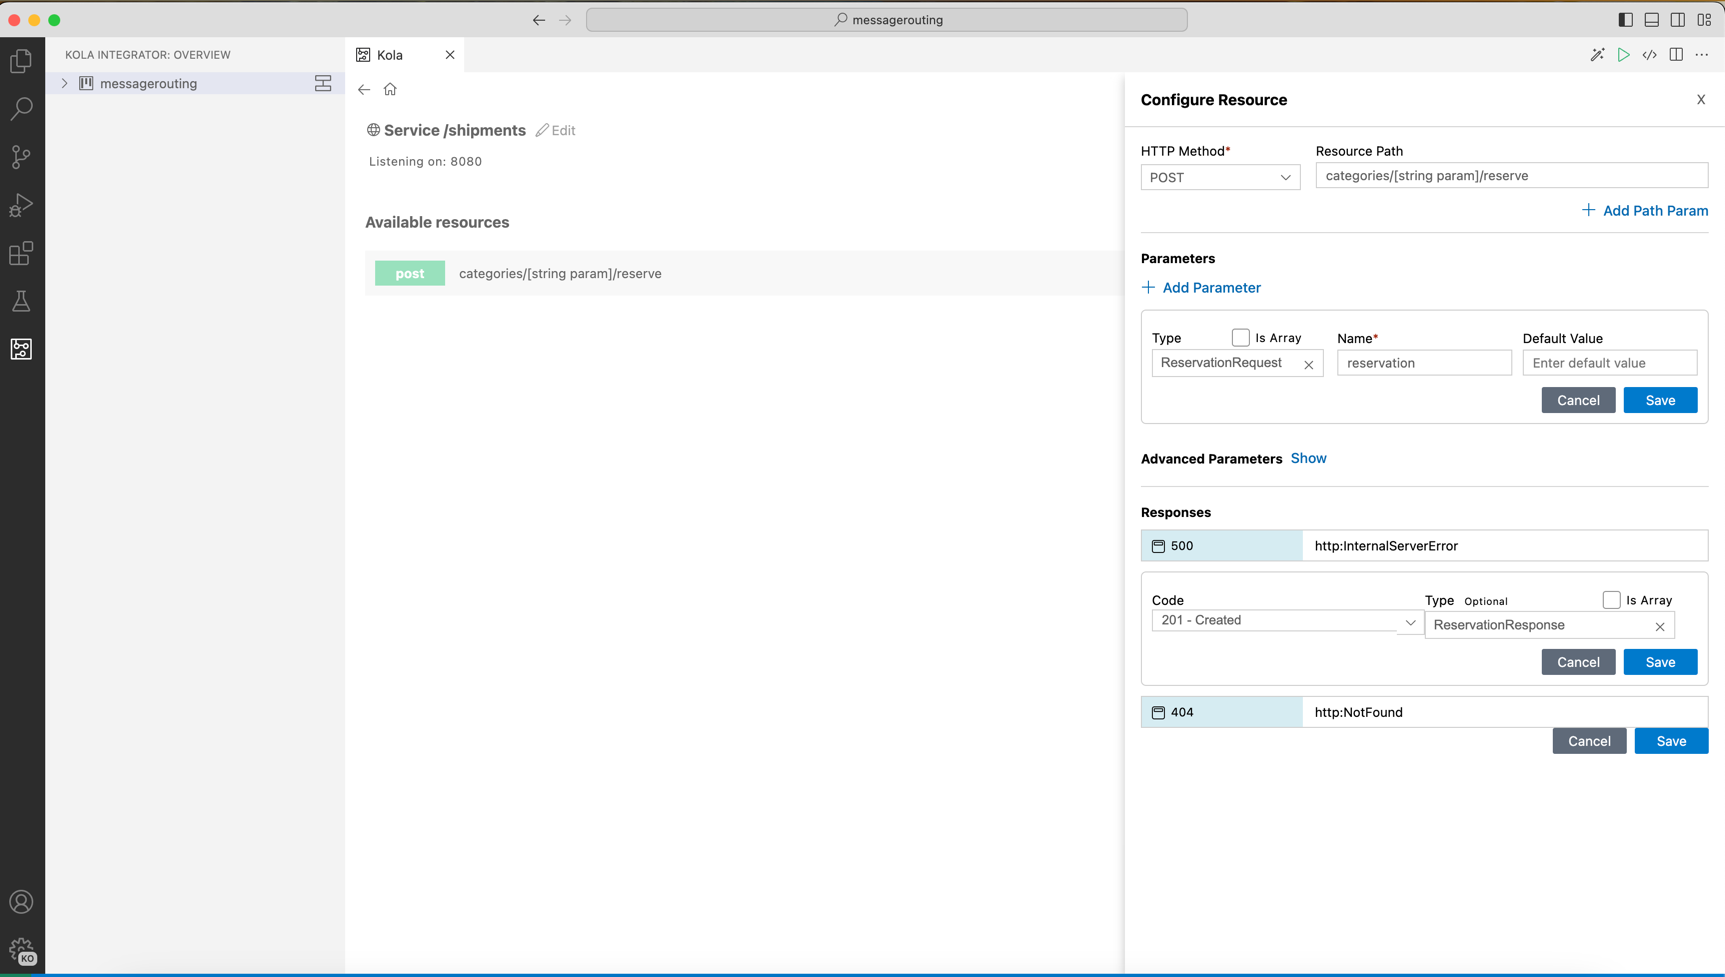 messagerouting
KOLA INTEGRATOR: OVERVIEW
messagerouting
Kola
Service /shipments
Edit
Listening on: 8080
Available resources
post categories/[string param]/reserve
Configure Resource
X
HTTP Method*
Resource Path
POST
categories/[string param]/reserve
+ Add Path Param
Parameters
+ Add Parameter
Type
Is Array
Name*
Default Value
ReservationRequest
reservation
Enter default value
Cancel
Save
Advanced Parameters Show
Responses
500 http:InternalServerError
Code
Type Optional
Is Array
201 - Created
ReservationResponse
Cancel
Save
404 http:NotFound
Cancel
Save
KO